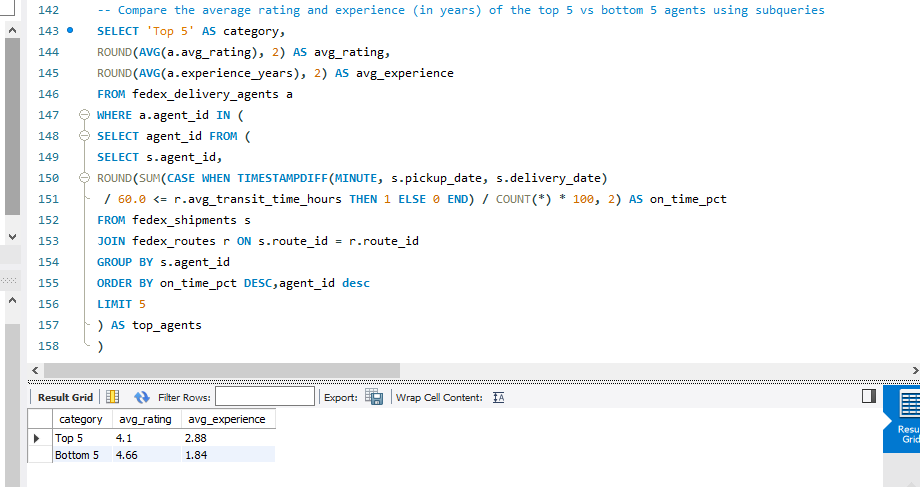 142 -- Compare the average rating and experience (in years) of the top 5 vs bottom 5 agents using subqueries
143 SELECT 'Top 5' AS category,
144 ROUND(AVG(a.avg_rating), 2) AS avg_rating,
145 ROUND(AVG(a.experience_years), 2) AS avg_experience
146 FROM fedex_delivery_agents a
147 WHERE a.agent_id IN (
148 SELECT agent_id FROM (
149 SELECT s.agent_id,
150 ROUND(SUM(CASE WHEN TIMESTAMPDIFF(MINUTE, s.pickup_date, s.delivery_date)
151 / 60.0 <= r.avg_transit_time_hours THEN 1 ELSE 0 END) / COUNT(*) * 100, 2) AS on_time_pct
152 FROM fedex_shipments s
153 JOIN fedex_routes r ON s.route_id = r.route_id
154 GROUP BY s.agent_id
155 ORDER BY on_time_pct DESC,agent_id desc
156 LIMIT 5
157 ) AS top_agents
158 )
Result Grid Filter Rows: Export: Wrap Cell Content:
category avg_rating avg_experience
Top 5 4.1 2.88
Bottom 5 4.66 1.84
Resu
Grid